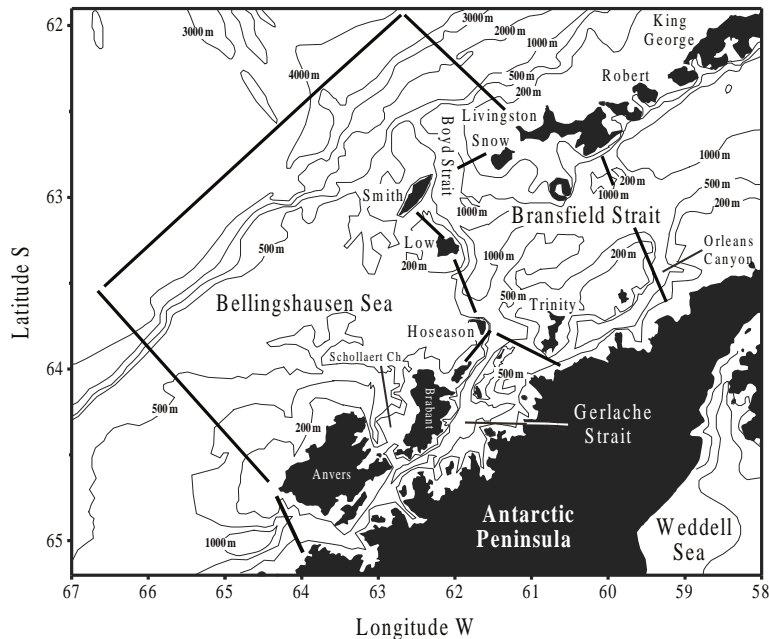 62
63
64
65
Latitude S
3000 m
4000 m
3000 m
2000 m
1000 m
500 m
200 m
King
George
Robert
Livingston
Snow
Boyd Strait
Smith
Low
200 m
500 m
1000 m
200 m
1000 m
1000 m
500 m
200 m
Bransfield Strait
1000 m
200 m
Orleans
Canyon
500 m
Trinity
Bellingshausen Sea
Hoseason
Schollaert Ch
500 m
500 m
200 m
Brabant
Gerlache
Strait
Anvers
Antarctic
Peninsula
Weddell
Sea
1000 m
67
66
65
64
63
62
61
60
59
58
Longitude W